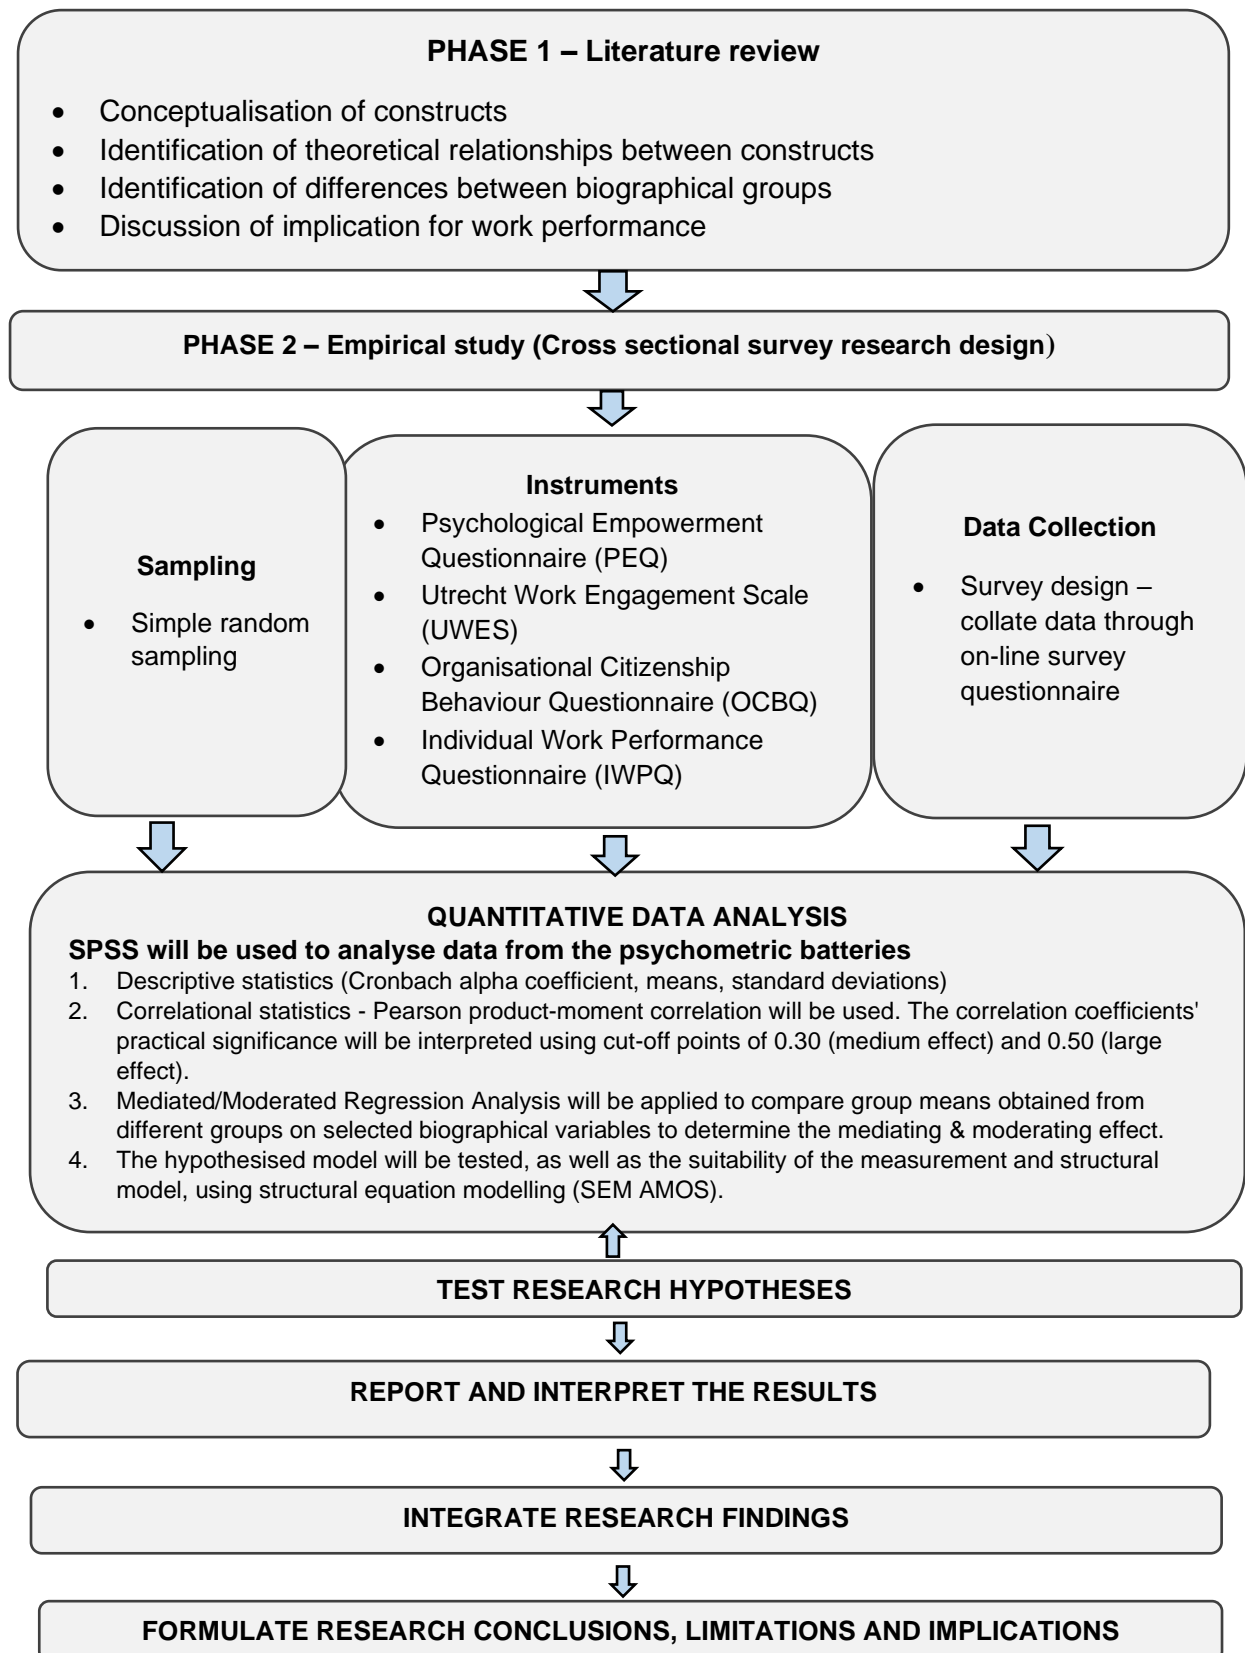 PHASE 1 – Literature review
• Conceptualisation of constructs
• Identification of theoretical relationships between constructs
• Identification of differences between biographical groups
• Discussion of implication for work performance
PHASE 2 – Empirical study (Cross sectional survey research design)
Sampling
• Simple random
sampling
Instruments
• Psychological Empowerment
Questionnaire (PEQ)
• Utrecht Work Engagement Scale
(UWES)
• Organisational Citizenship
Behaviour Questionnaire (OCBQ)
• Individual Work Performance
Questionnaire (IWPQ)
Data Collection
• Survey design –
collate data through
on-line survey
questionnaire
QUANTITATIVE DATA ANALYSIS
SPSS will be used to analyse data from the psychometric batteries
1. Descriptive statistics (Cronbach alpha coefficient, means, standard deviations)
2. Correlational statistics - Pearson product-moment correlation will be used. The correlation coefficients'
practical significance will be interpreted using cut-off points of 0.30 (medium effect) and 0.50 (large
effect).
3. Mediated/Moderated Regression Analysis will be applied to compare group means obtained from
different groups on selected biographical variables to determine the mediating & moderating effect.
4. The hypothesised model will be tested, as well as the suitability of the measurement and structural
model, using structural equation modelling (SEM AMOS).
TEST RESEARCH HYPOTHESES
REPORT AND INTERPRET THE RESULTS
INTEGRATE RESEARCH FINDINGS
FORMULATE RESEARCH CONCLUSIONS, LIMITATIONS AND IMPLICATIONS